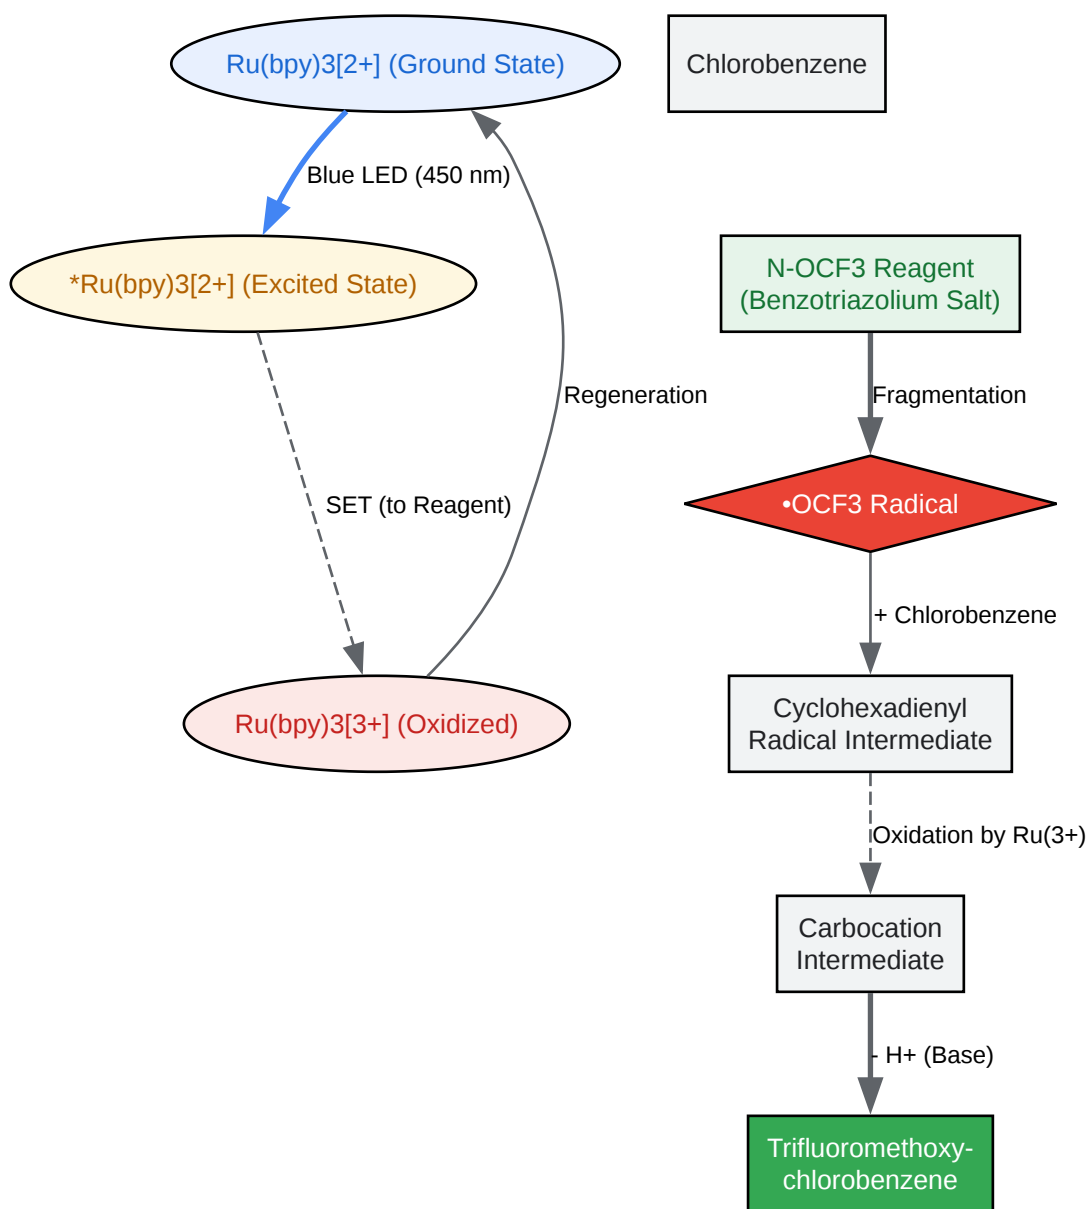 Ru(bpy)3[2+] (Ground State)
Chlorobenzene
Blue LED (450 nm)
*Ru(bpy)3[2+] (Excited State)
N-OCF3 Reagent
(Benzotriazolium Salt)
Regeneration
Fragmentation
SET (to Reagent)
•OCF3 Radical
+ Chlorobenzene
Ru(bpy)3[3+] (Oxidized)
Cyclohexadienyl
Radical Intermediate
Oxidation by Ru(3+)
Carbocation
Intermediate
- H+ (Base)
Trifluoromethoxy-
chlorobenzene